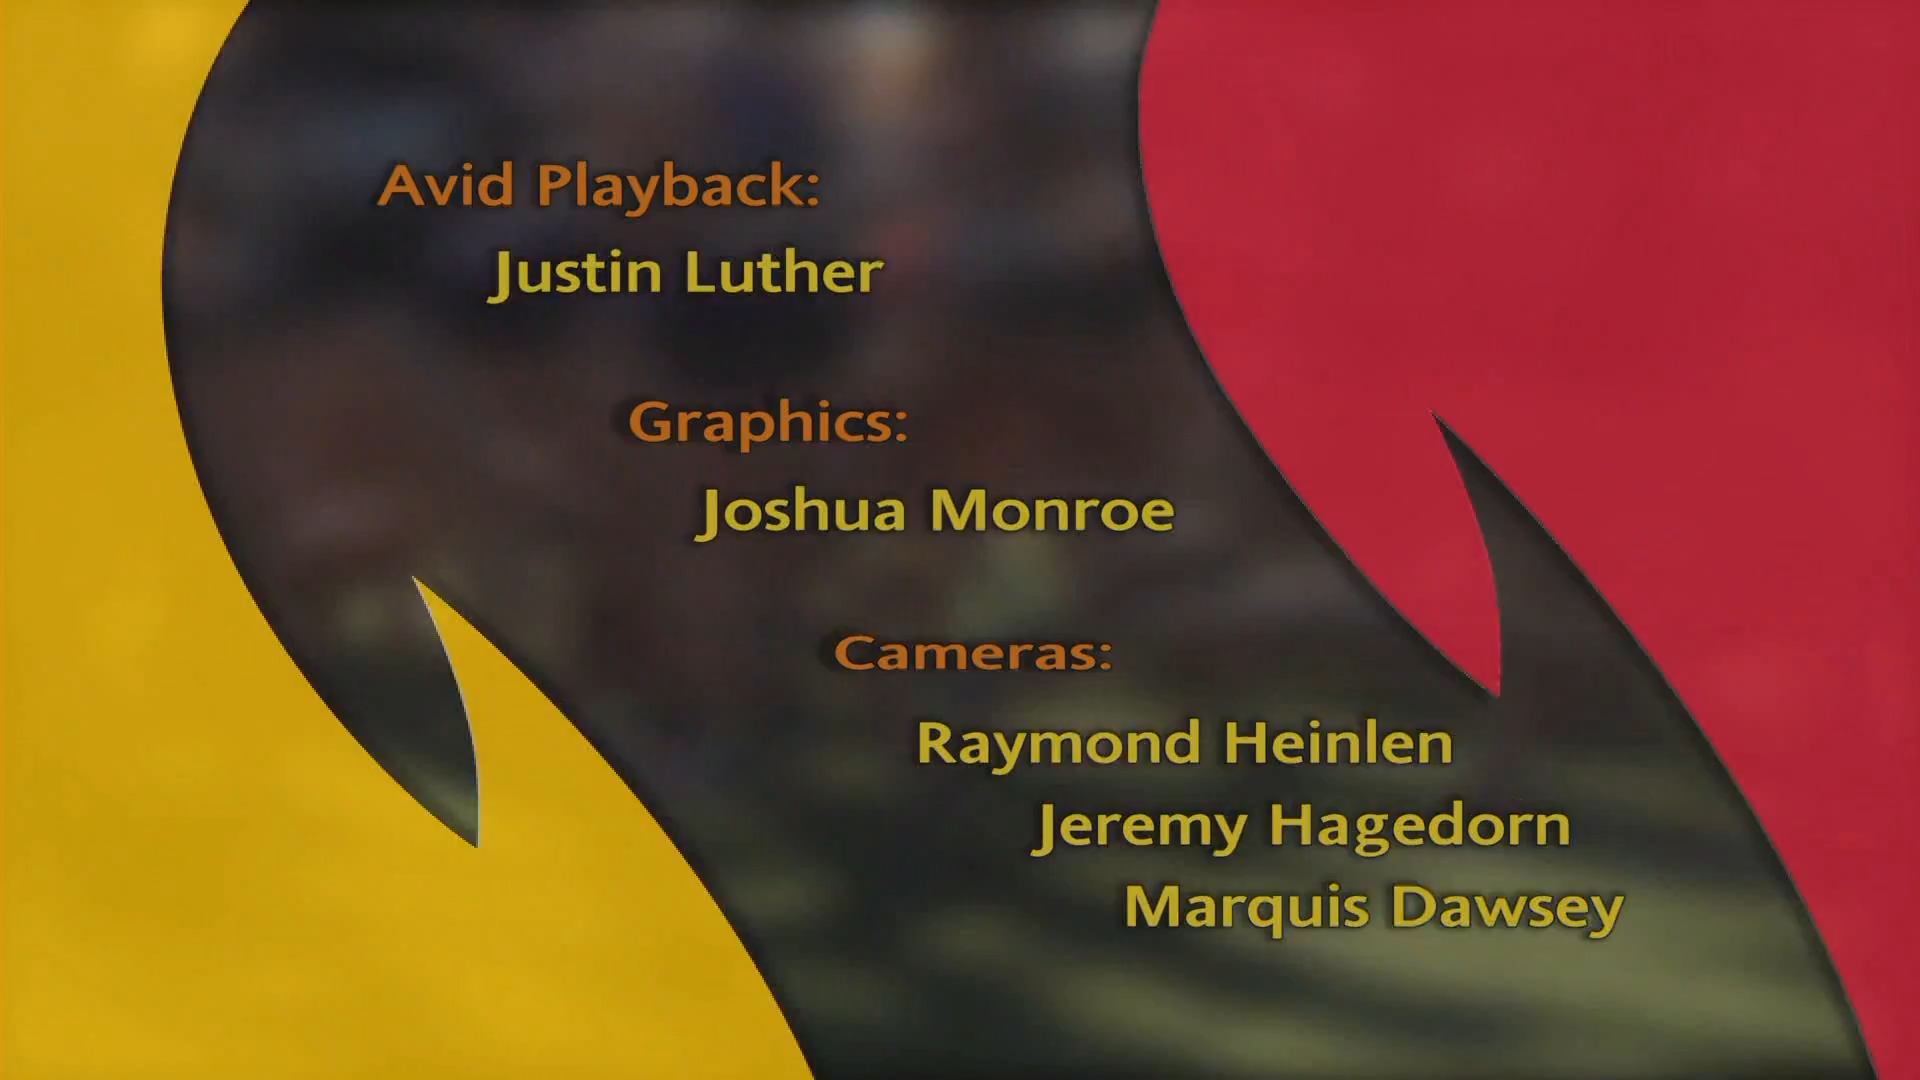 Avid Playback:
Justin Luther
Graphics:
Joshua Monroe
Cameras:
Raymond Heinlen
Jeremy Hagedorn
Marquis Dawsey